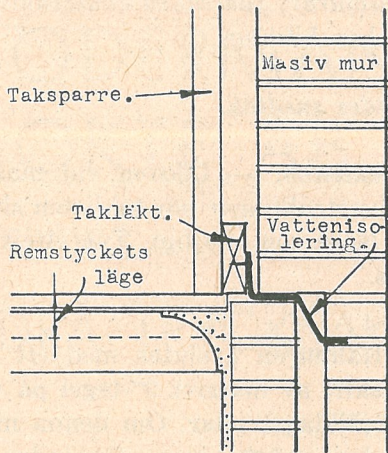 Masiv mur
Taksparre.
Takläkt.
Vatteniso-
lering.
Remstyckets
läge